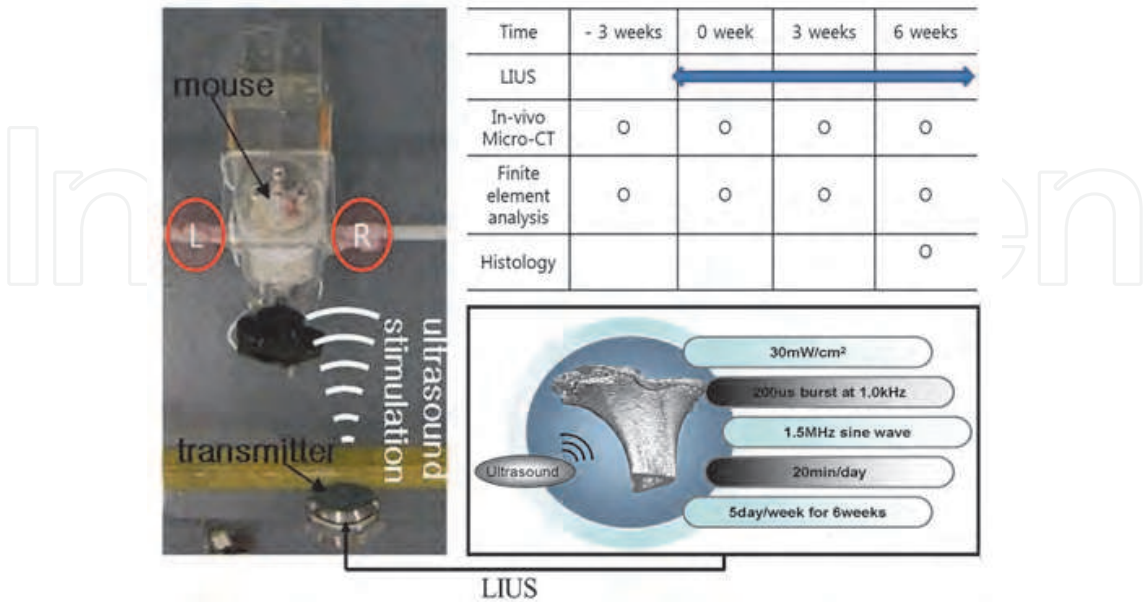 mouse
L
R
ultrasound
stimulation
transmitter
Time - 3 weeks 0 week 3 weeks 6 weeks
LIUS
In-vivo
Micro-CT O O O O
Finite
element
analysis O O O O
Histology O
30mW/cm²
200us burst at 1.0kHz
1.5MHz sine wave
Ultrasound
20min/day
5day/week for 6weeks
LIUS